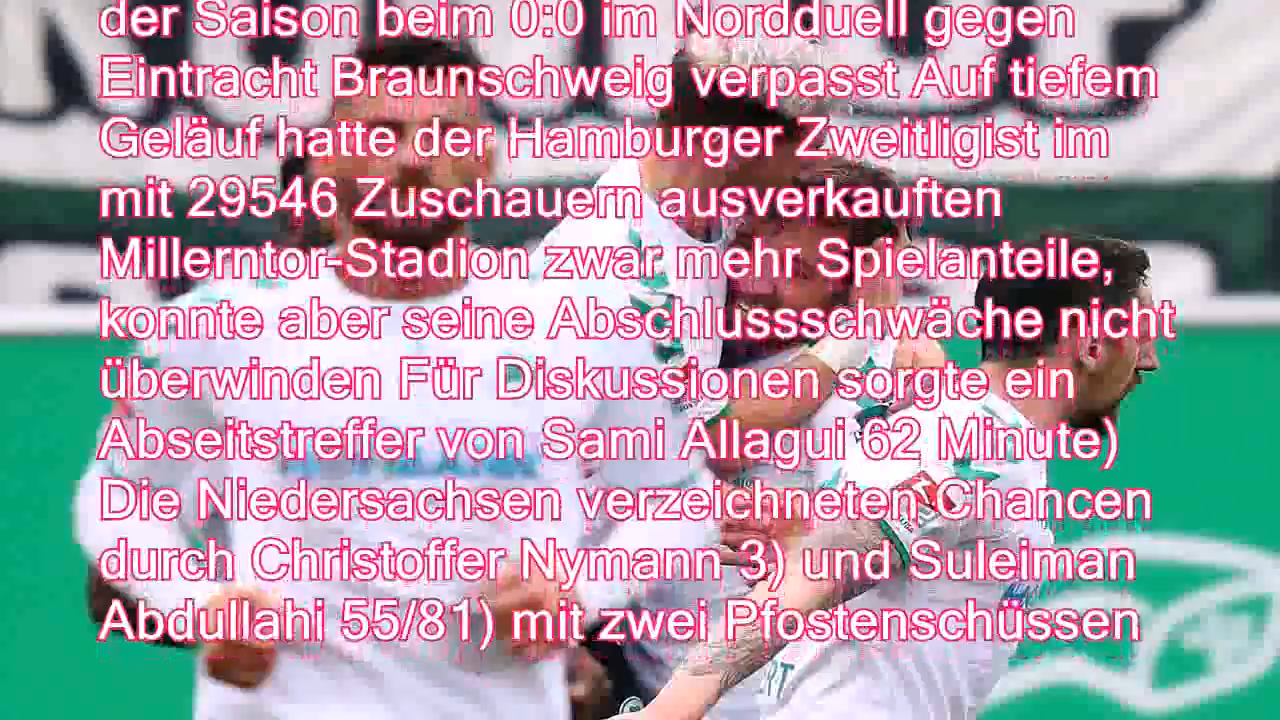 der Saison beim 0:0 im Nordduell gegen
Eintracht Braunschweig verpasst Auf tiefem
Geläuf hatte der Hamburger Zweitligist im
mit 29546 Zuschauern ausverkauften
Millerntor-Stadion zwar mehr Spielanteile,
konnte aber seine Abschlussschwäche nicht
überwinden Für Diskussionen sorgte ein
Abseitstreffer von Sami Allagui 62 Minute)
Die Niedersachsen verzeichneten Chancen
durch Christoffer Nymann 3) und Suleiman
Abdullahi 55/81) mit zwei Pfostenschüssen